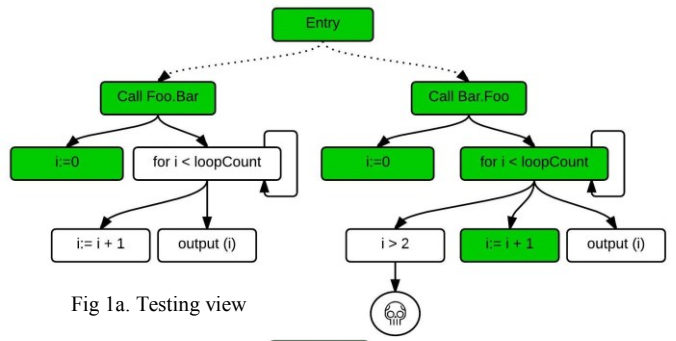 Entry
Call Foo.Bar
Call Bar.Foo
i:=0
for i < loopCount
i:=0
for i < loopCount
i:= i + 1
output (i)
i > 2
i:= i + 1
output (i)
Fig 1a. Testing view